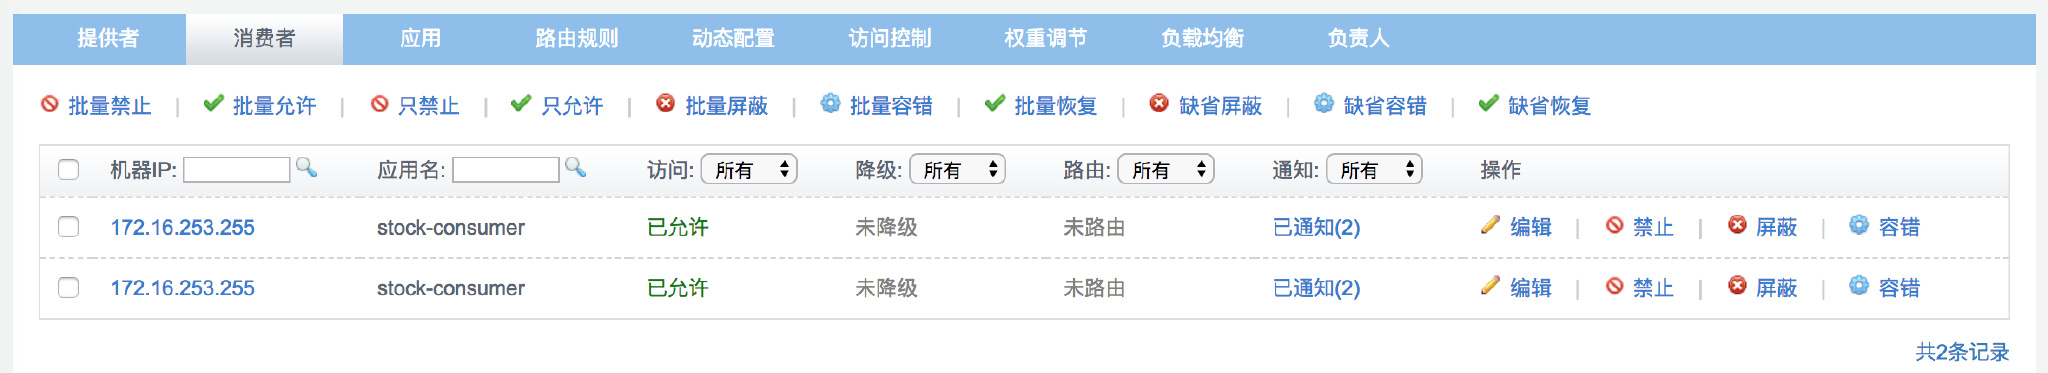 提供者 消费者 应用 路由规则 动态配置 访问控制 权重调节 负载均衡 负责人
批量禁止 | 批量允许 | 只禁止 | 只允许 | 批量屏蔽 | 批量容错 | 批量恢复 | 缺省屏蔽 | 缺省容错 | 缺省恢复
机器IP: 应用名: 访问: 所有 降级: 所有 路由: 所有 通知: 所有 操作
172.16.253.255 stock-consumer 已允许 未降级 未路由 已通知(2) 编辑 | 禁止 | 屏蔽 | 容错
172.16.253.255 stock-consumer 已允许 未降级 未路由 已通知(2) 编辑 | 禁止 | 屏蔽 | 容错
共2条记录